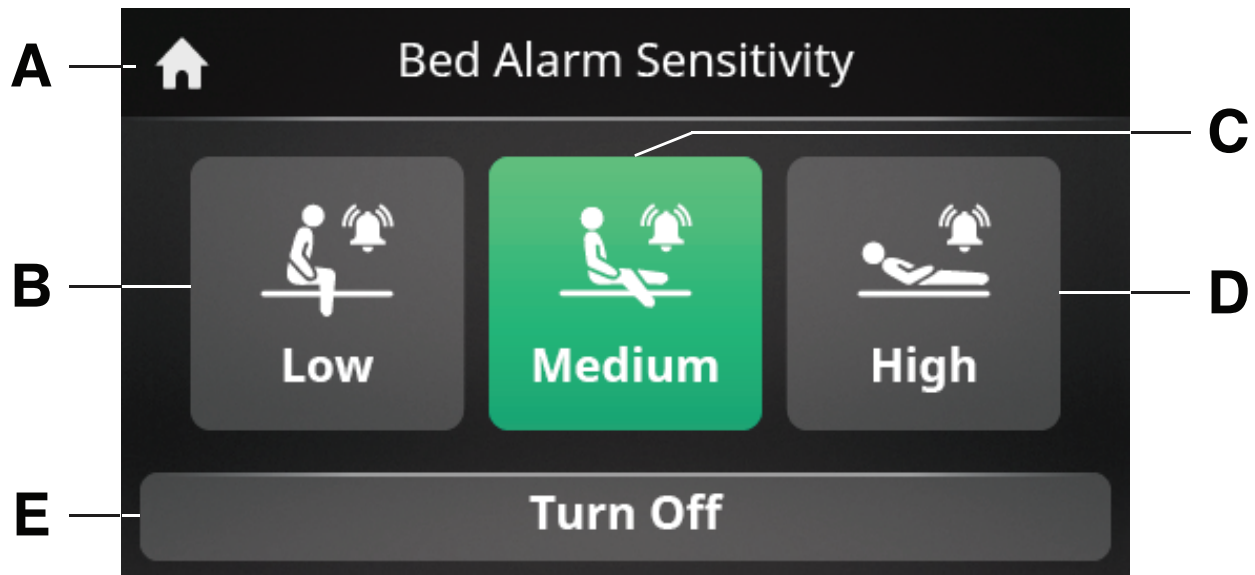 A
Bed Alarm Sensitivity
C
B
D
Low
Medium
High
E
Turn Off